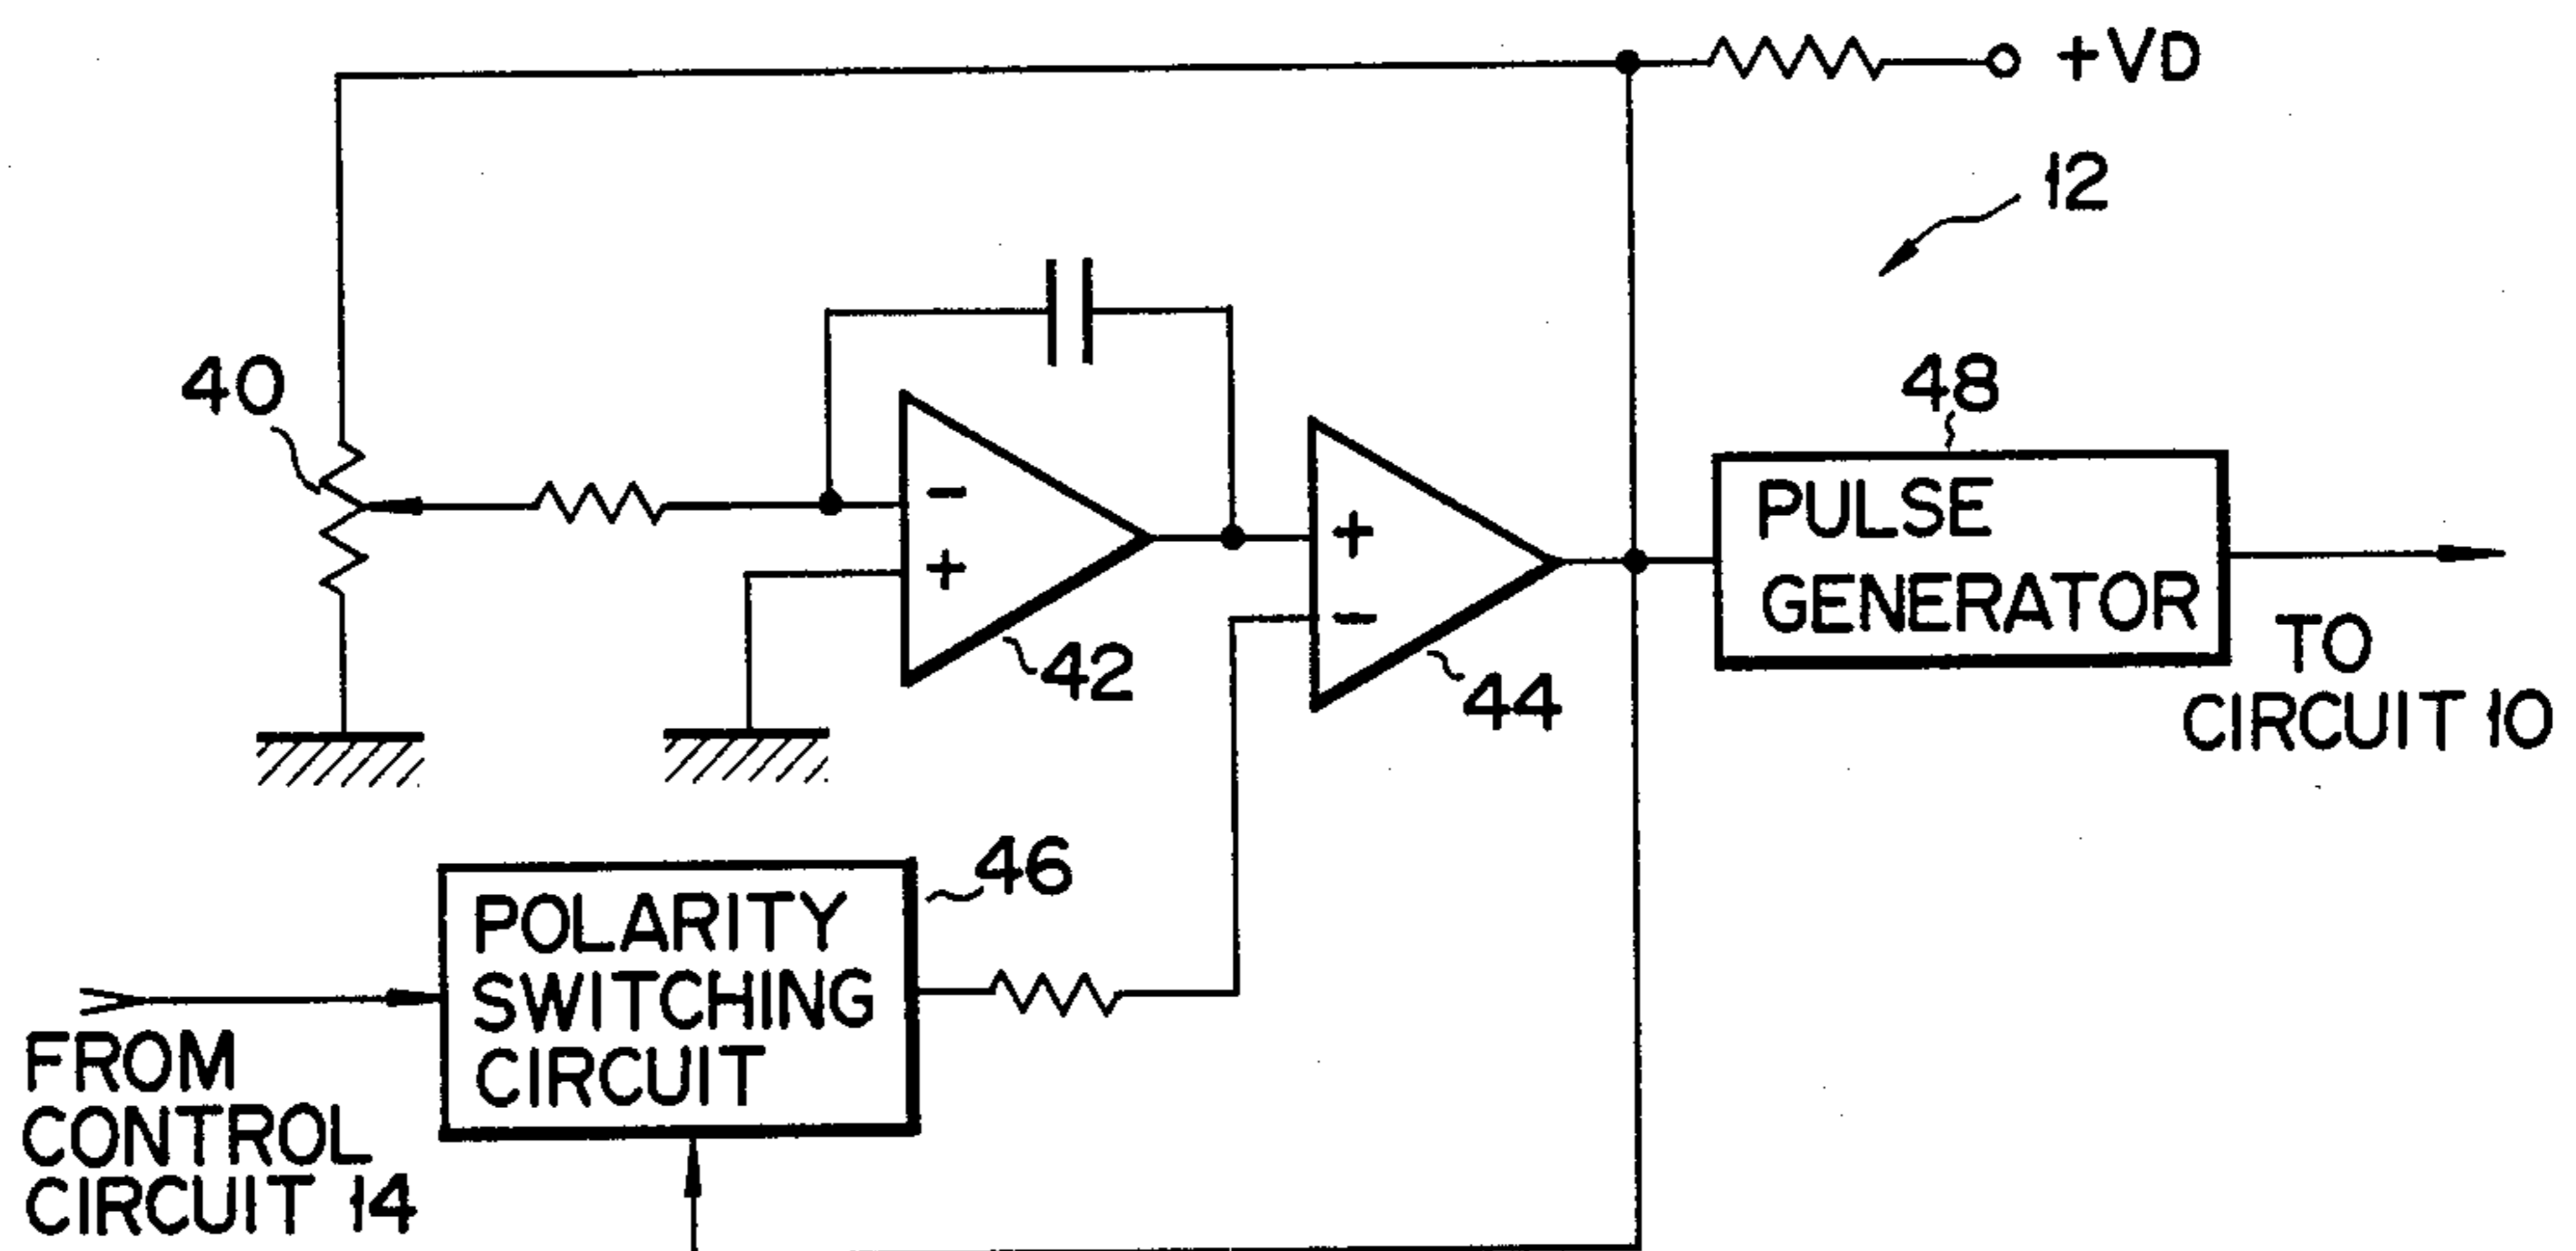 +VD
12
40
48
-
+
42
+
-
44
PULSE
GENERATOR
TO
CIRCUIT 10
46
POLARITY
SWITCHING
CIRCUIT
FROM
CONTROL
CIRCUIT 14